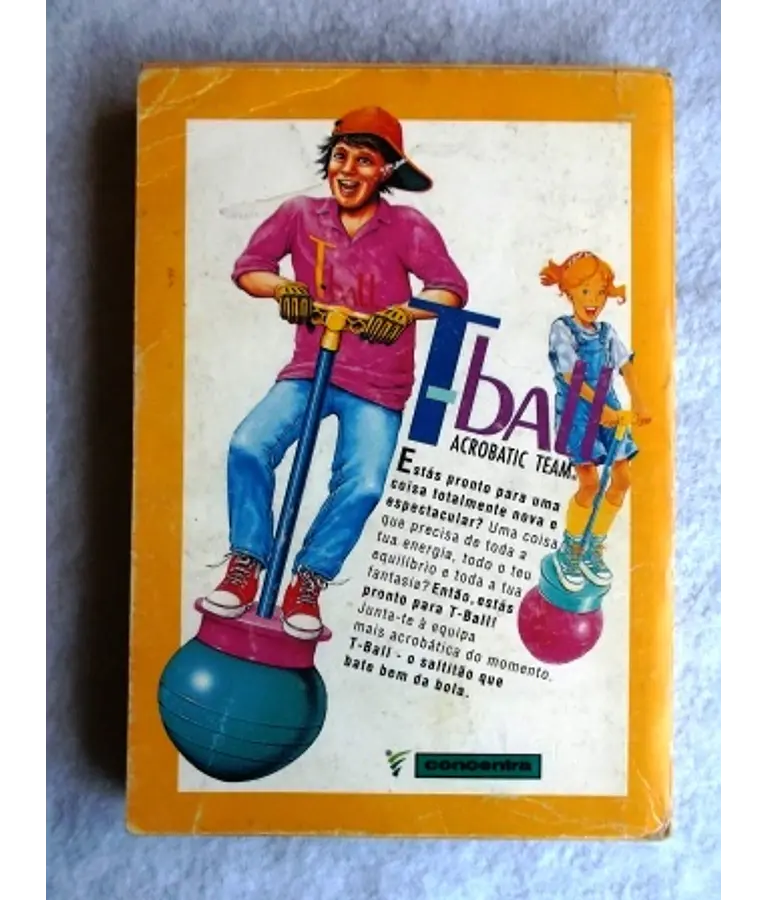 T-ball
T-ball
ACROBATIC TEAM
Estás pronto para uma
coisa totalmente nova e
espectacular? Uma coisa
que precisa de toda a
tua energia, todo o teu
equilíbrio e toda a tua
fantasia? Então, estás
pronto para T-Ball!
Junta-te à equipa
mais acrobática do momento.
T-Ball - o saltitão que
bate bem da bola.
concentra